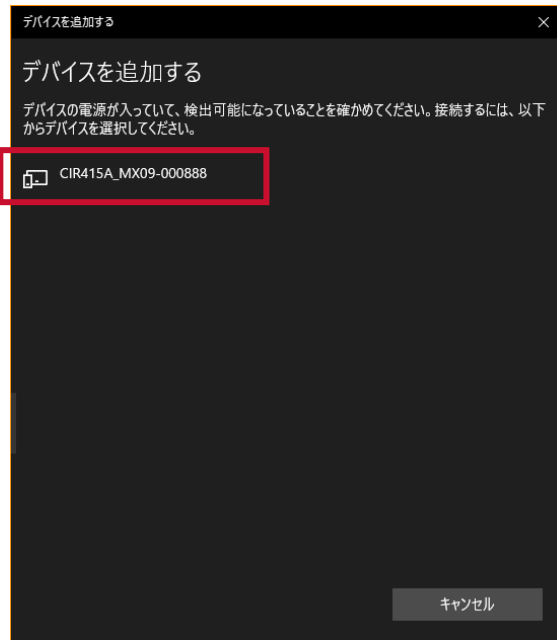 デバイスを追加する
デバイスを追加する
デバイスの電源が入っていて、検出可能になっていることを確かめてください。接続するには、以下
からデバイスを選択してください。
CIR415A_MX09-000888
キャンセル